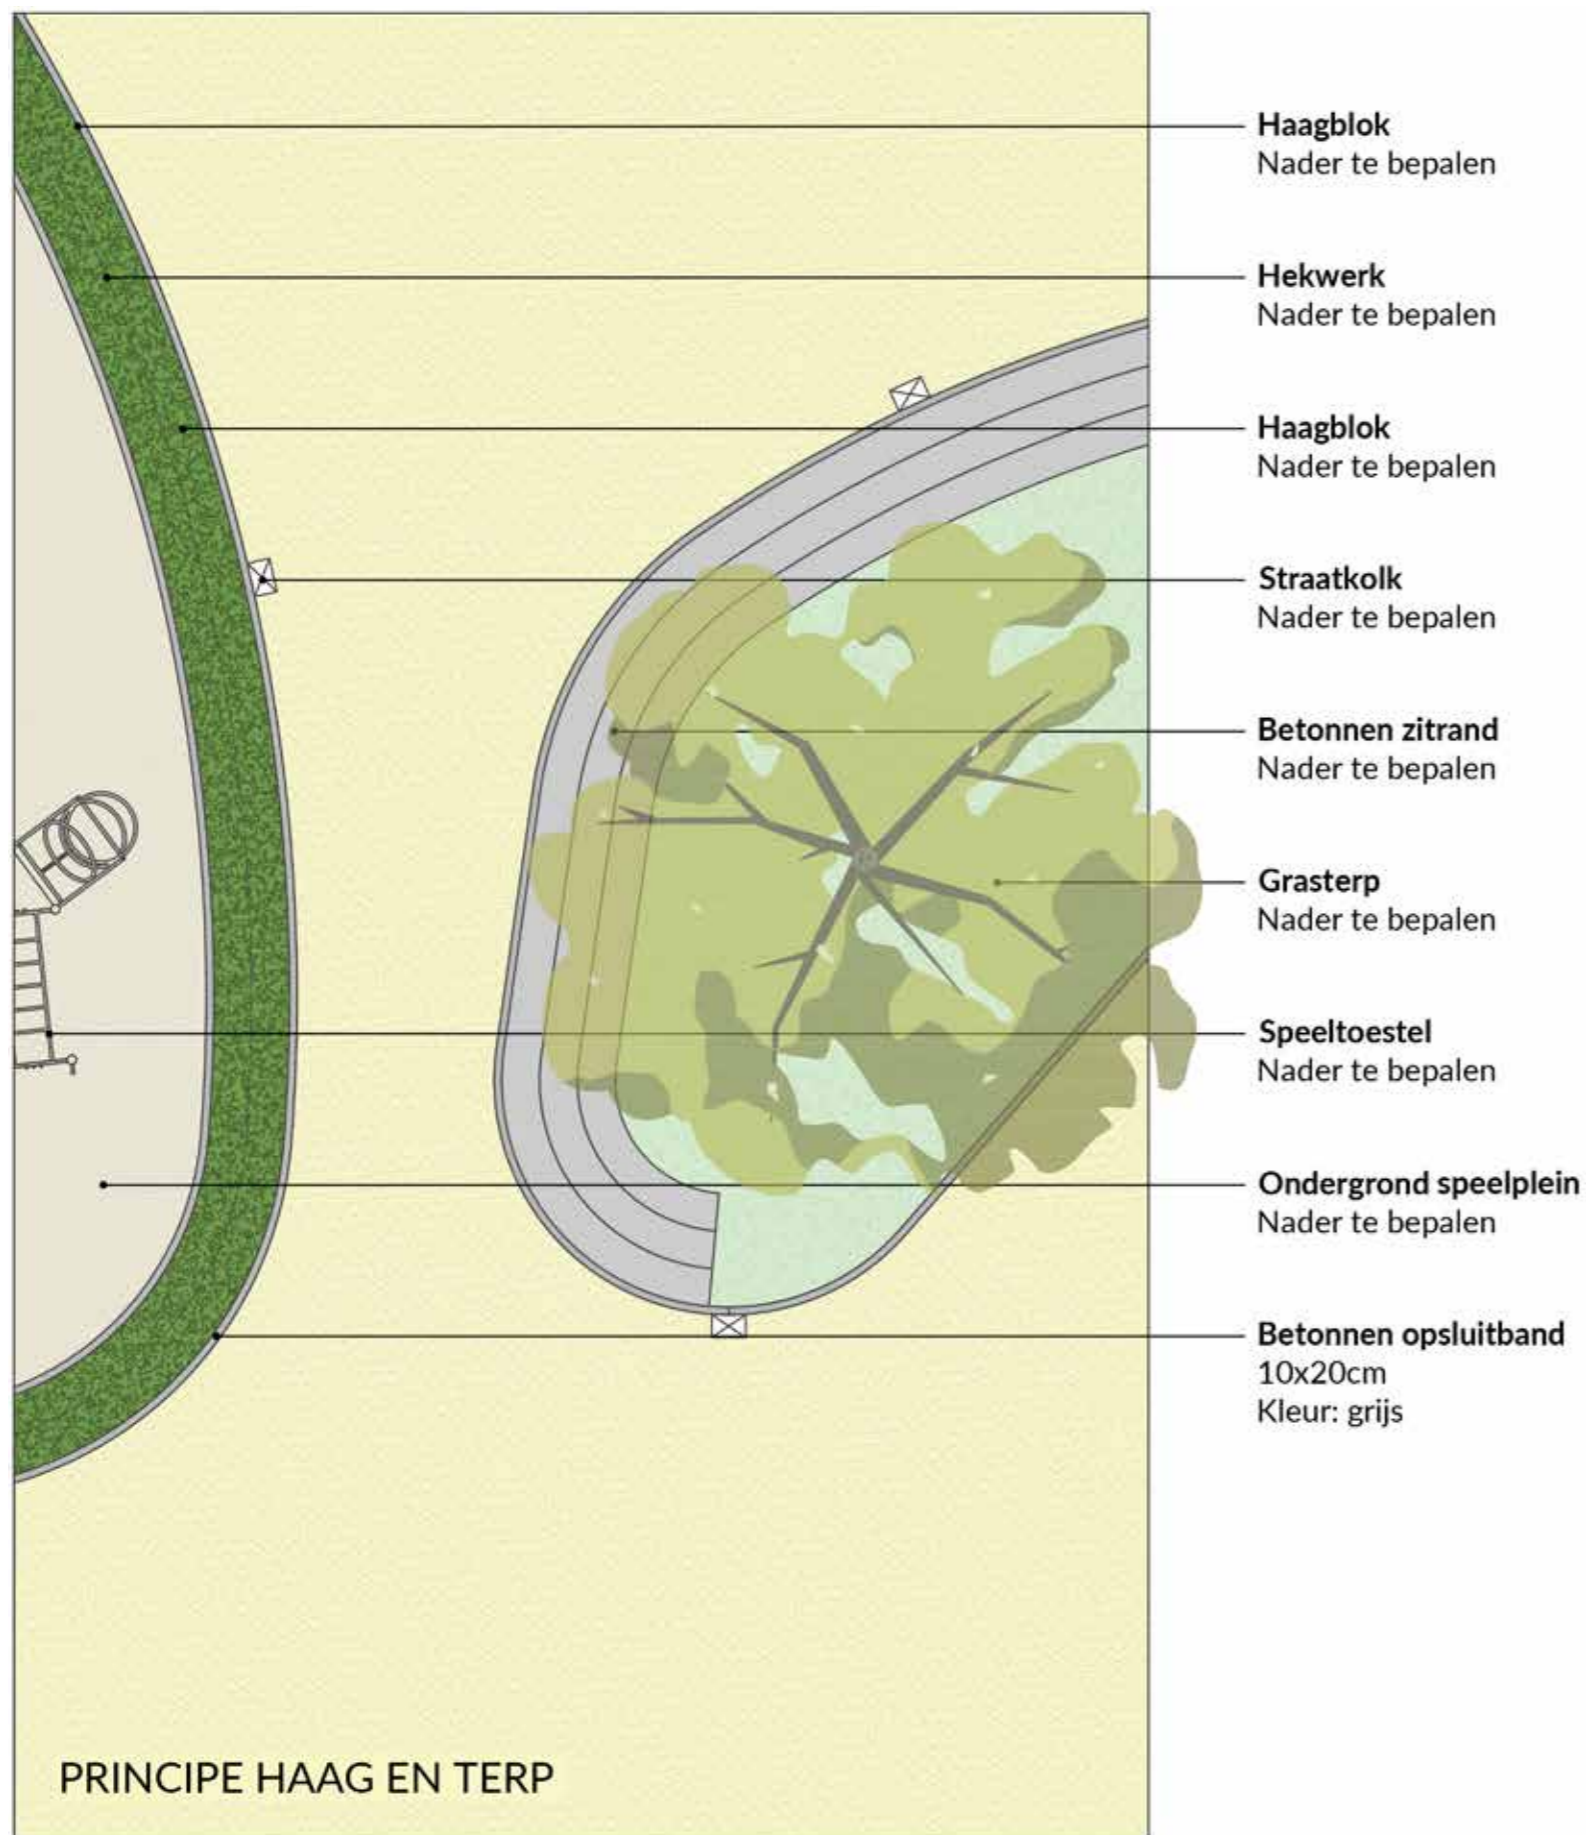 Haagblok
Nader te bepalen
Hekwerk
Nader te bepalen
Haagblok
Nader te bepalen
Straatkolk
Nader te bepalen
Betonnen zitrand
Nader te bepalen
Grasterp
Nader te bepalen
Speeltoestel
Nader te bepalen
Ondergrond speelplein
Nader te bepalen
Betonnen opsluitband
10x20cm
Kleur: grijs
PRINCIPE HAAG EN TERP